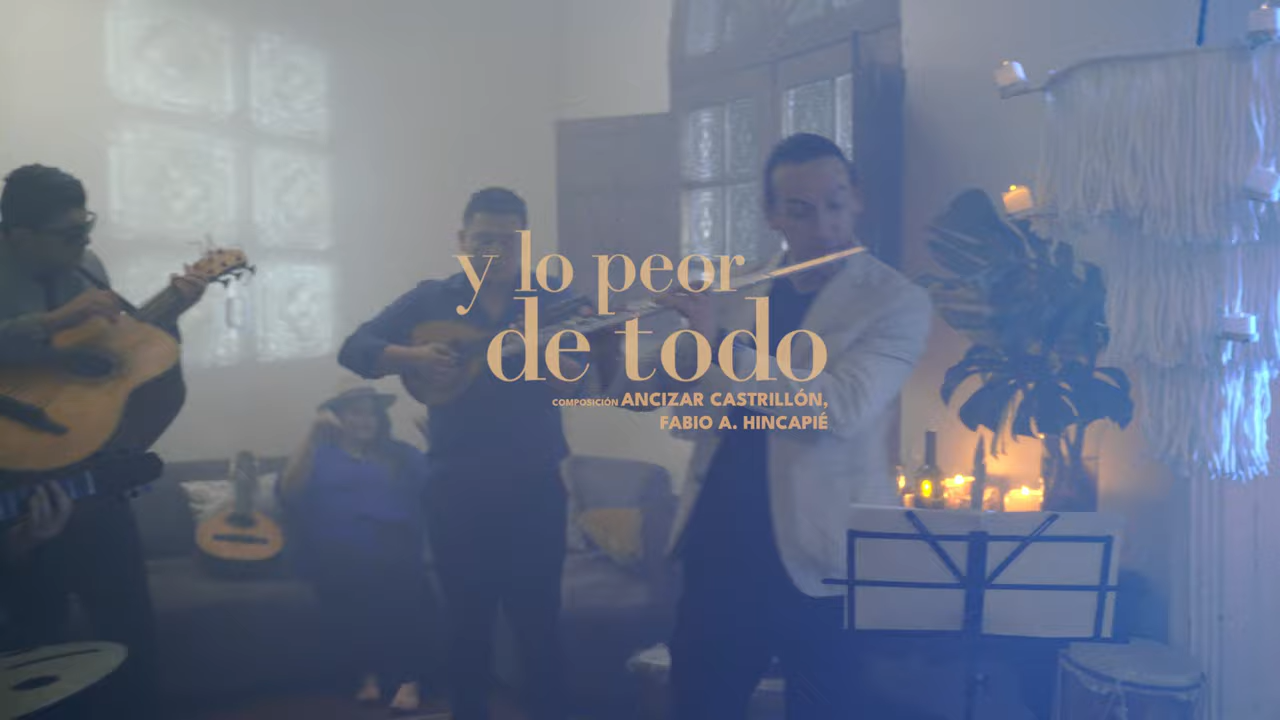 y lo peor
de todo
COMPOSICIÓN ANCIZAR CASTRILLÓN,
FABIO A. HINCAPIÉ